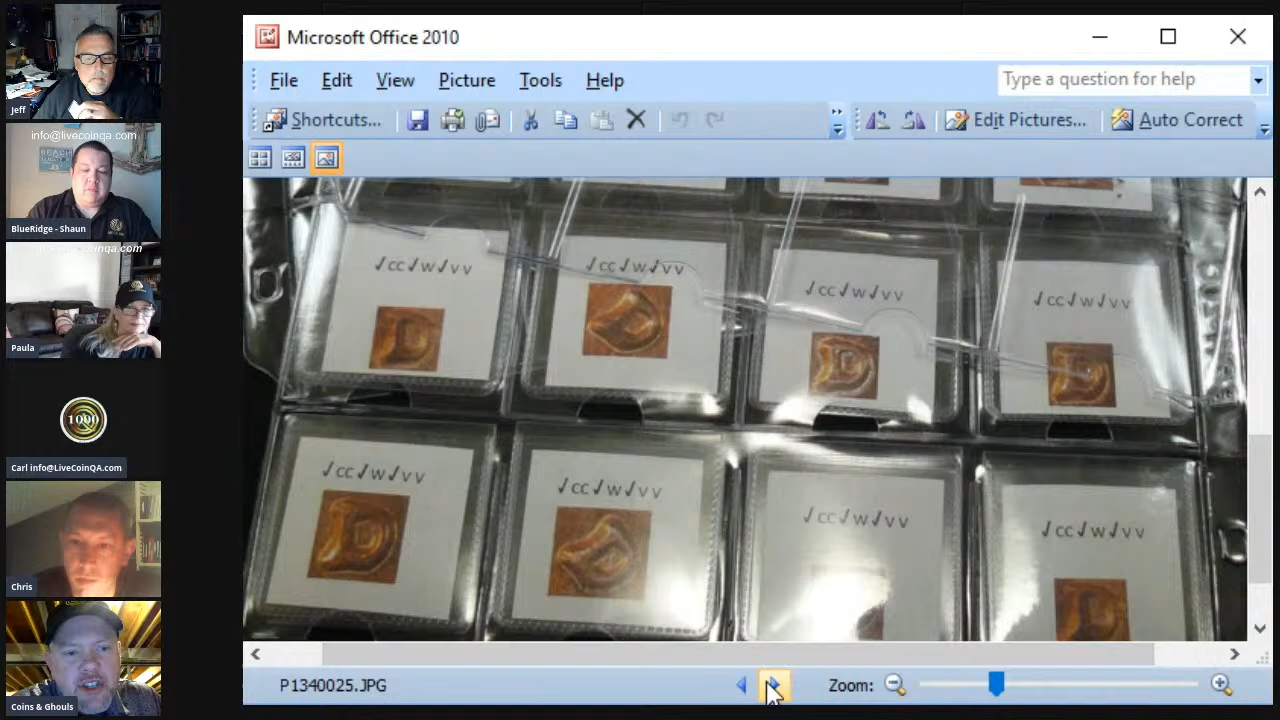 Jeff
info@livecoinqa.com
BEACH
BlueRidge - Shaun
Paula
1000
Carl info@LiveCoinQA.com
Chris
Coins & Ghouls
Microsoft Office 2010
File Edit View Picture Tools Help
Type a question for help
Shortcuts...
Edit Pictures...
Auto Correct
✓cc✓w✓vv
✓cc✓w✓vv
✓cc✓w✓vv
✓cc✓w✓vv
D
D
D
D
✓cc✓w✓vv
✓cc✓w✓vv
✓cc✓w✓vv
✓cc✓w✓vv
D
D
D
P1340025.JPG
Zoom: